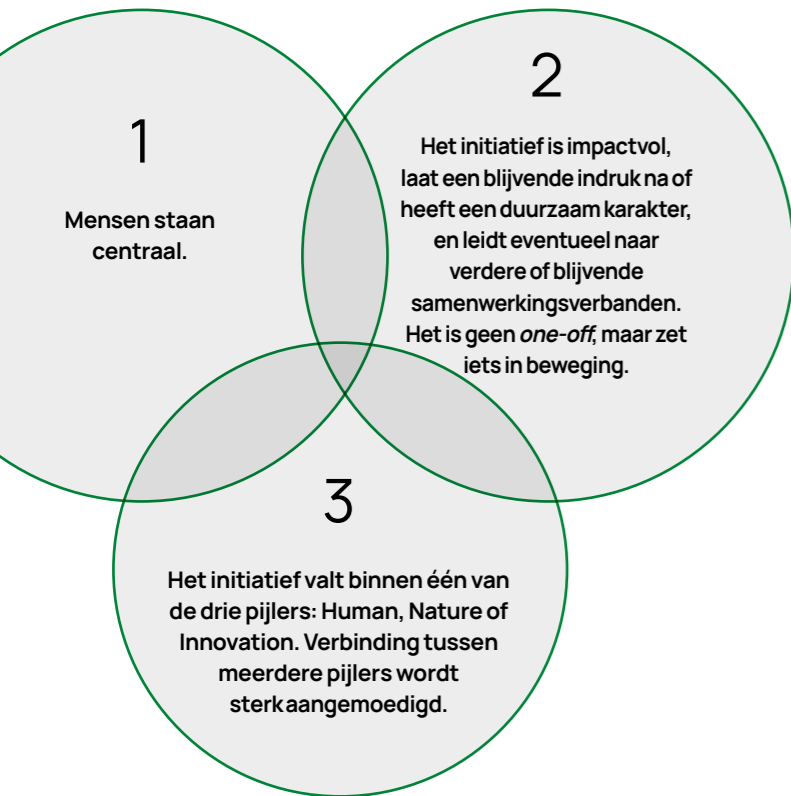 1
Mensen staan
centraal.
2
Het initiatief is impactvol,
laat een blijvende indruk na of
heeft een duurzaam karakter,
en leidt eventueel naar
verdere of blijvende
samenwerkingsverbanden.
Het is geen one-off, maar zet
iets in beweging.
3
Het initiatief valt binnen één van
de drie pijlers: Human, Nature of
Innovation. Verbinding tussen
meerdere pijlers wordt
sterk aangemoedigd.